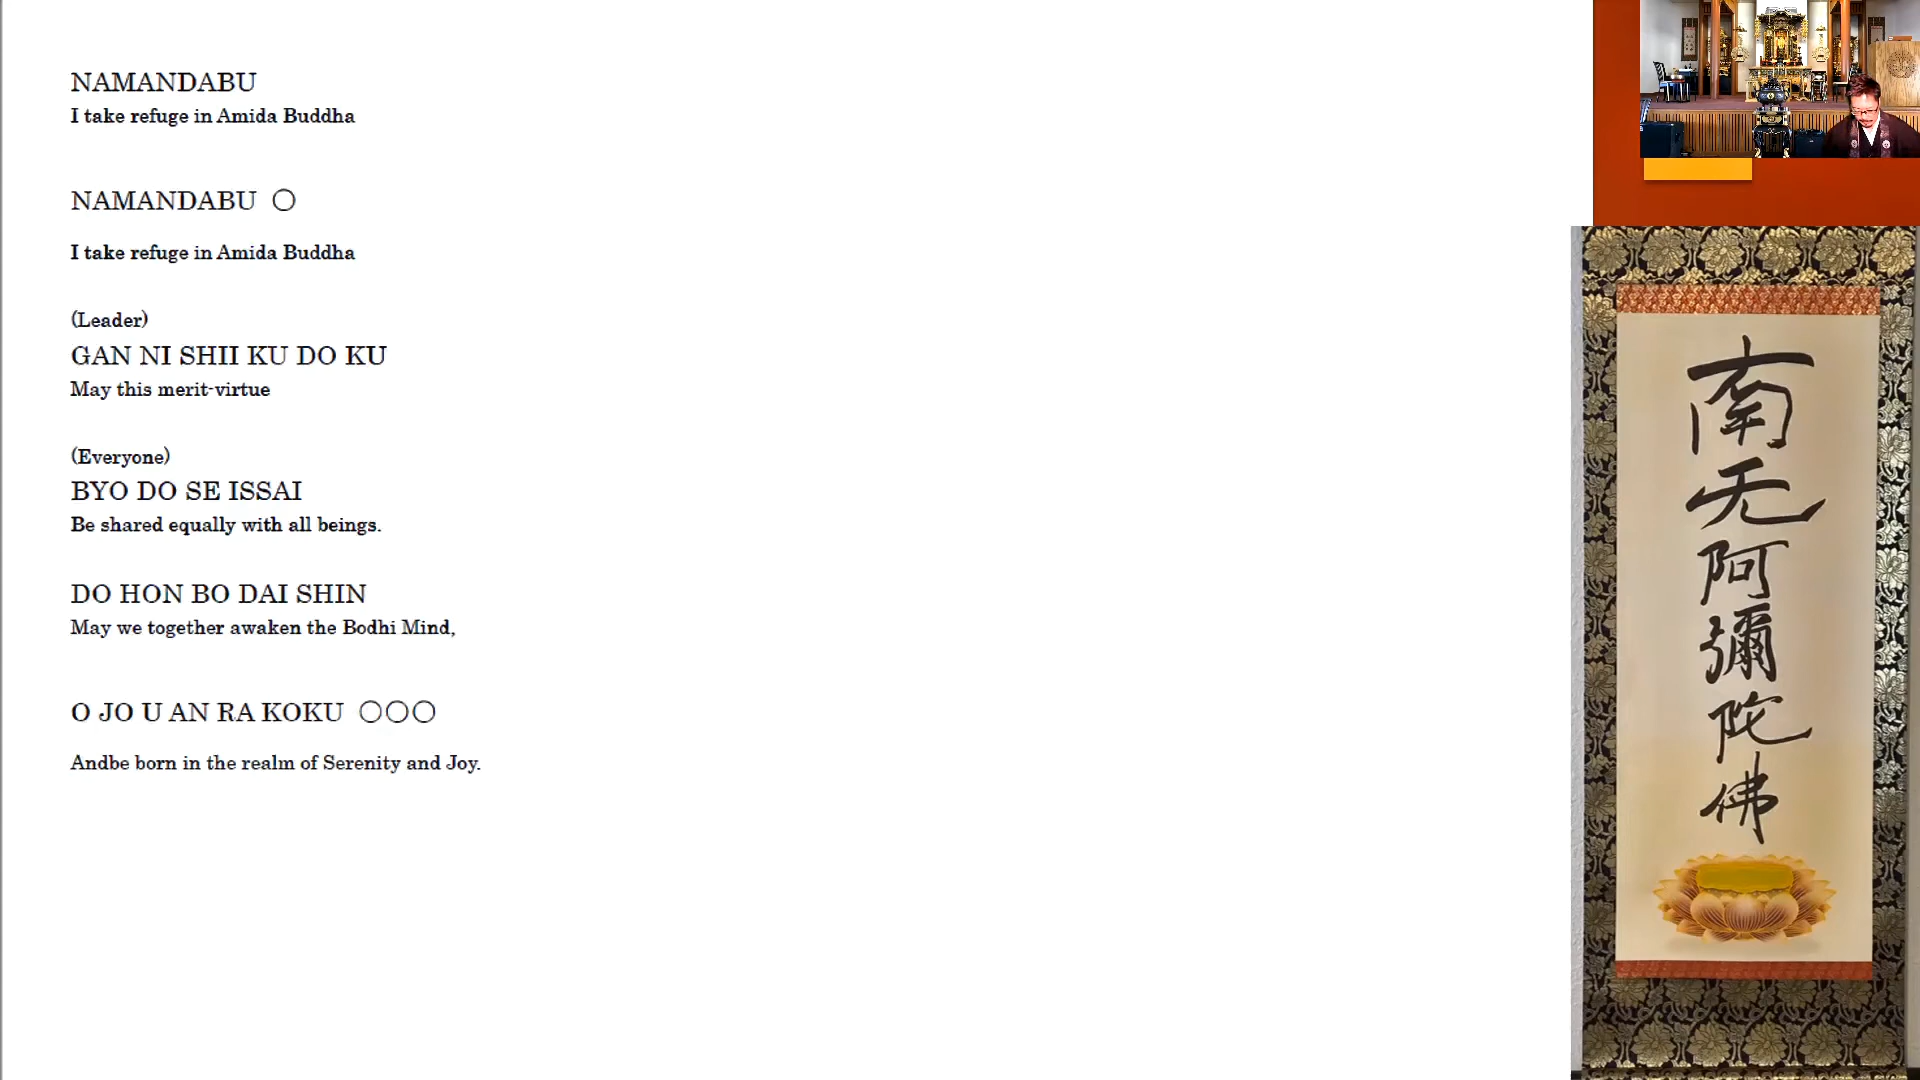 NAMANDABU
I take refuge in Amida Buddha
NAMANDABU ○
I take refuge in Amida Buddha
(Leader)
GAN NI SHII KU DO KU
May this merit-virtue
(Everyone)
BYO DO SE ISSAI
Be shared equally with all beings.
DO HON BO DAI SHIN
May we together awaken the Bodhi Mind,
O JO U AN RA KOKU ○○○
Andbe born in the realm of Serenity and Joy.
南无阿彌陀佛